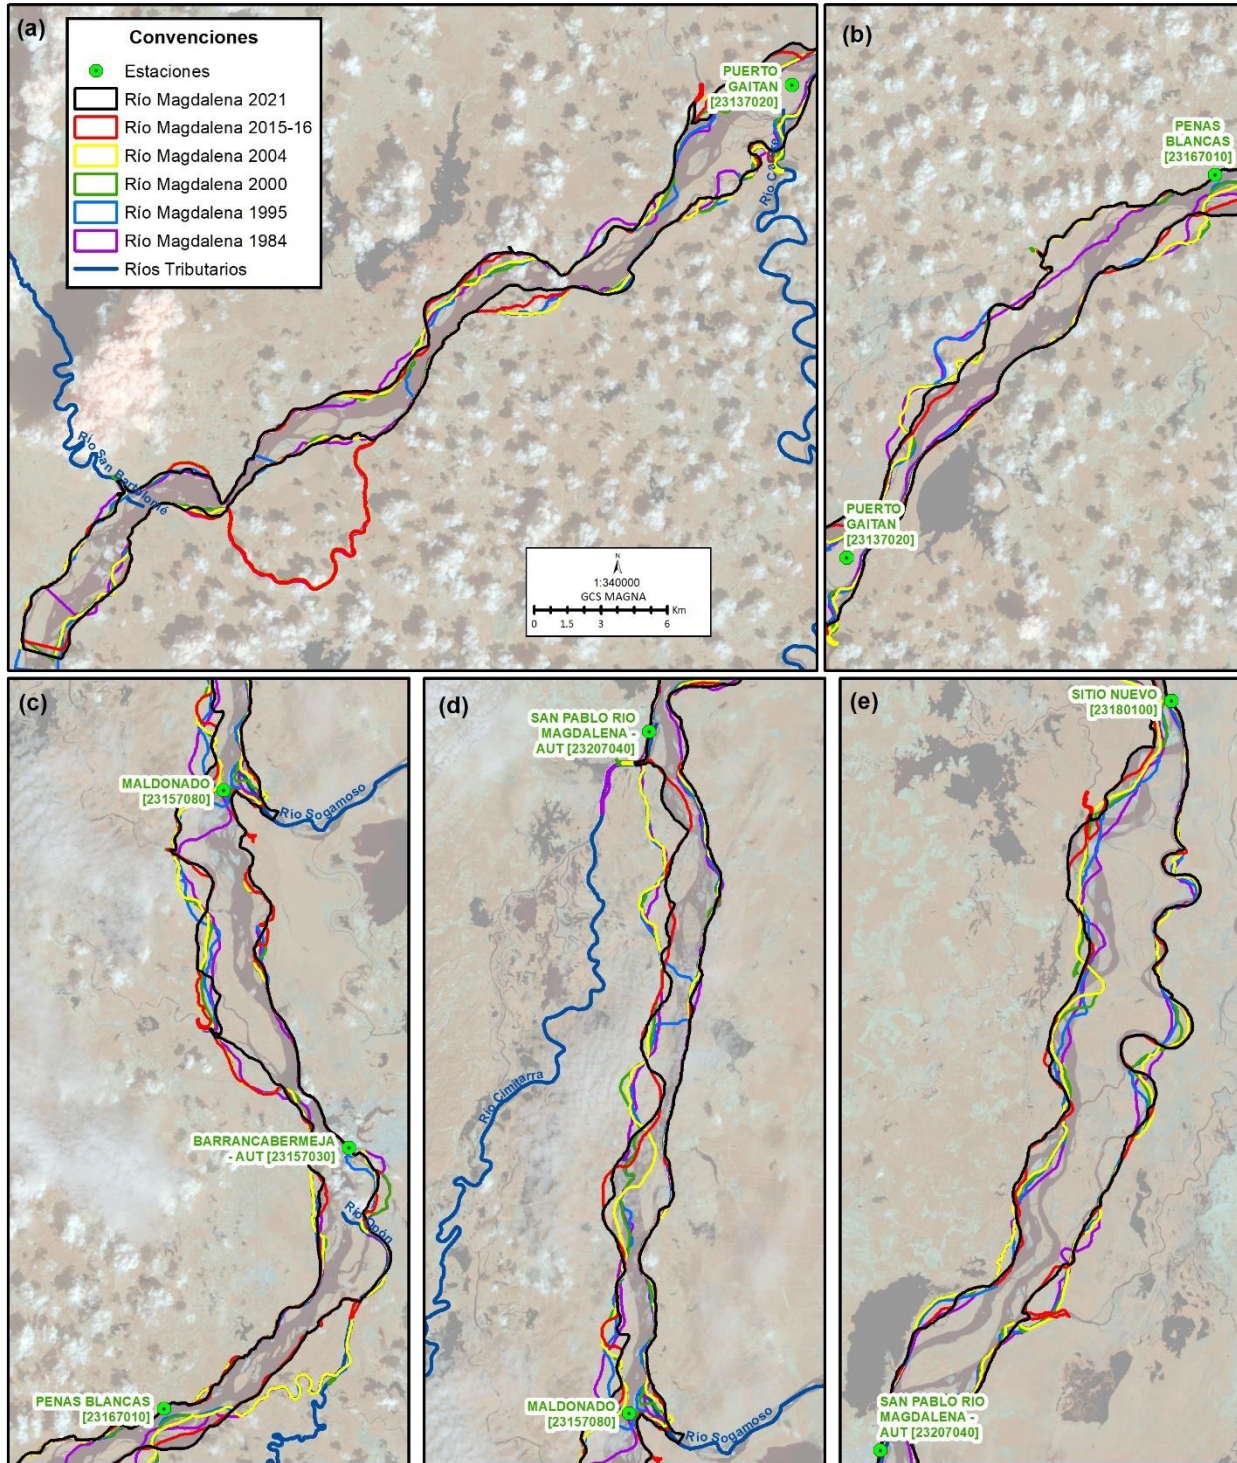 (a)
Convenciones
Estaciones
Río Magdalena 2021
Río Magdalena 2015-16
Río Magdalena 2004
Río Magdalena 2000
Río Magdalena 1995
Río Magdalena 1984
Ríos Tributarios
PUERTO
GAITAN
[23137020]
Río San Bartolomé
N
1:340000
GCS MAGNA
0 1.5 3 6 Km
(b)
PENAS
BLANCAS
[23167010]
PUERTO
GAITAN
[23137020]
(c)
MALDONADO
[23157080]
Río Sogamoso
BARRANCABERMEJA
- AUT [23157030]
Río Opón
PENAS BLANCAS
[23167010]
(d)
SAN PABLO RIO
MAGDALENA -
AUT [23207040]
Río Cimitarra
MALDONADO
[23157080]
Río Sogamoso
(e)
SITIO NUEVO
[23180100]
SAN PABLO RIO
MAGDALENA -
AUT [23207040]